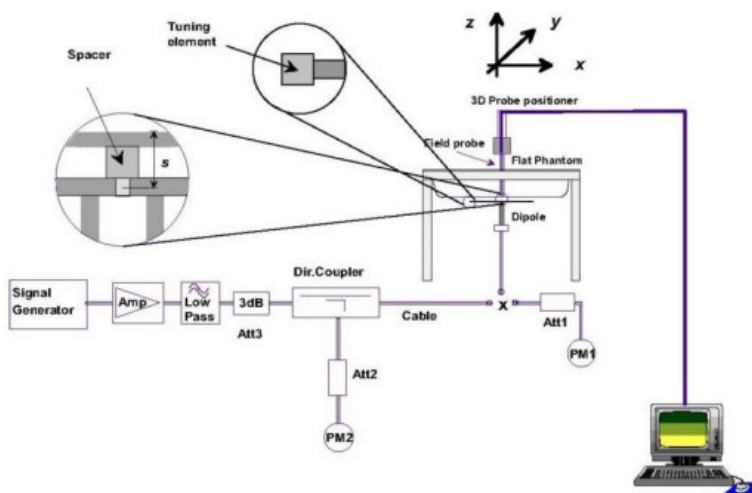 Tuning
element
Spacer
s
z
y
x
3D Probe positioner
Field probe
Flat Phantom
Dipole
Signal
Generator
Amp
Low
Pass
3dB
Att3
Dir.Coupler
Cable
x
Att1
PM1
Att2
PM2